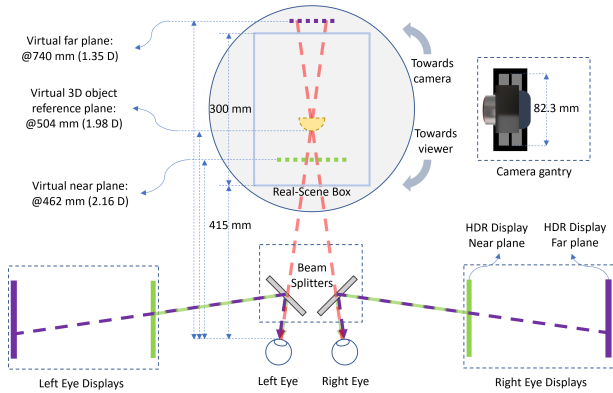 Virtual far plane:
@740 mm (1.35 D)
Virtual 3D object
reference plane:
@504 mm (1.98 D)
Virtual near plane:
@462 mm (2.16 D)
300 mm
415 mm
Real-Scene Box
Towards
camera
Towards
viewer
82.3 mm
Camera gantry
Beam
Splitters
HDR Display
Near plane
HDR Display
Far plane
Left Eye Displays
Left Eye
Right Eye
Right Eye Displays